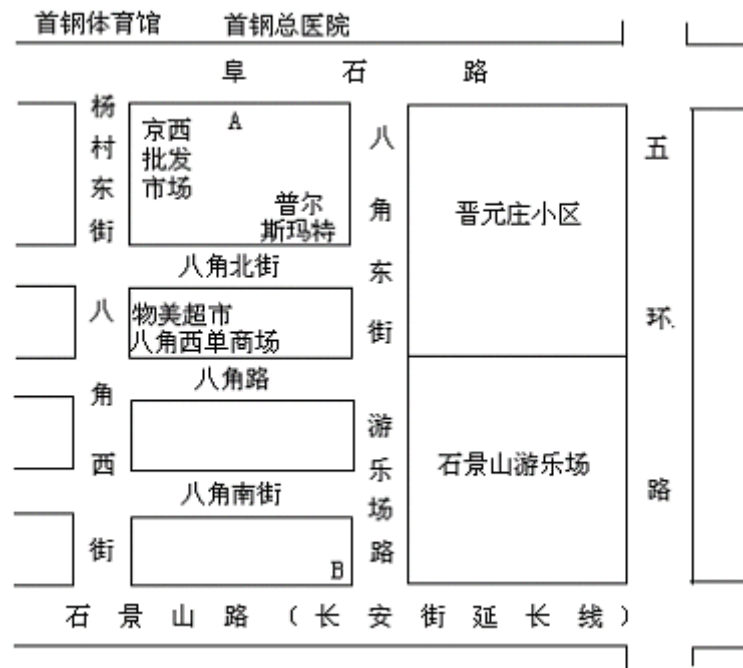 首钢体育馆 首钢总医院
阜石路
杨村东街
京西
批发
市场
A
普尔
斯玛特
八角东街
晋元庄小区
五环路
八角北街
物美超市
八角西单商场
八角西街
八角路
游乐场路
石景山游乐场
八角南街
B
石景山路(长安街延长线)